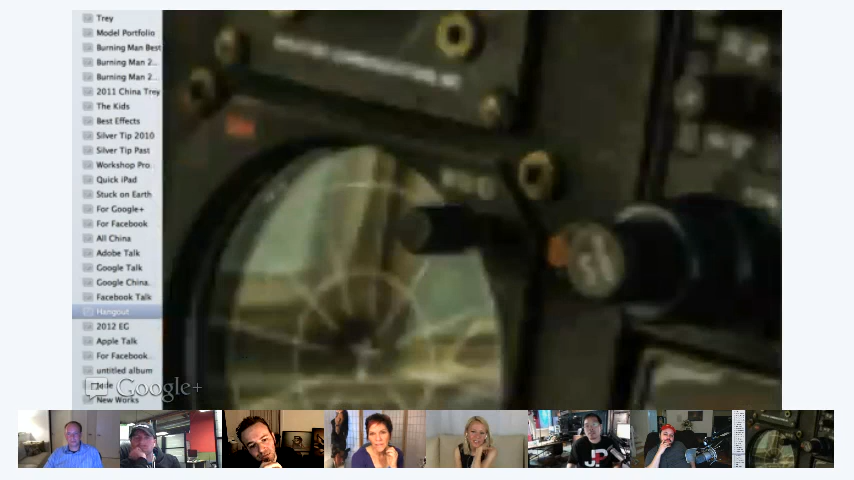 Trey
Model Portfolio
Burning Man Best
Burning Man 2...
Burning Man 2...
2011 China Trey
The Kids
Best Effects
Silver Tip 2010
Silver Tip Past
Workshop Pro...
Quick iPad
Stuck on Earth
For Google+
For Facebook
All China
Adobe Talk
Google Talk
Google China...
Facebook Talk
Hangout
2012 EG
Apple Talk
For Facebook...
untitled album
New Works
Google+
JP